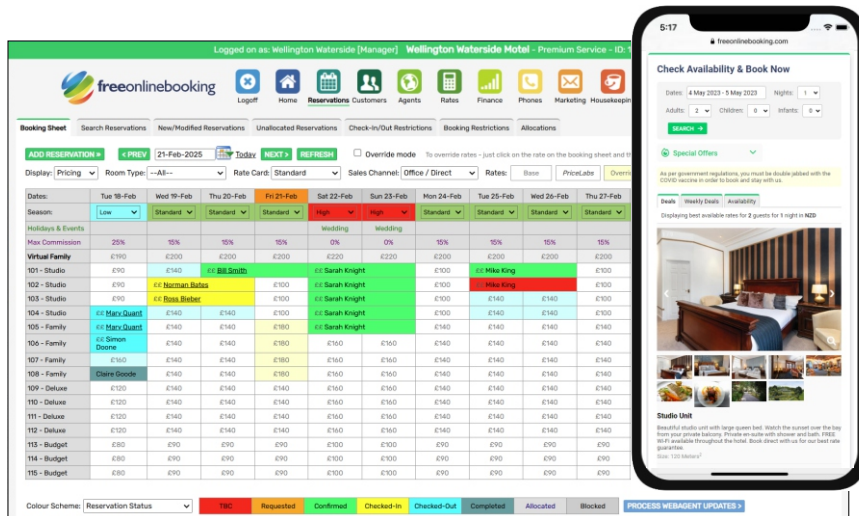 Logged on as: Wellington Waterside [Manager] Wellington Waterside Motel - Premium Service - ID:
freeonlinebooking
Logoff Home Reservations Customers Agents Rates Finance Phones Marketing Housekeepin
Booking Sheet Search Reservations New/Modified Reservations Unallocated Reservations Check-In/Out Restrictions Booking Restrictions Allocations
ADD RESERVATION » < PREV 21-Feb-2025 Today NEXT > REFRESH Override mode To override rates - just click on the rate on the booking sheet and th
Display: Pricing Room Type: --All-- Rate Card: Standard Sales Channel: Office / Direct Rates: Base PriceLabs Overri
Dates: Tue 18-Feb Wed 19-Feb Thu 20-Feb Fri 21-Feb Sat 22-Feb Sun 23-Feb Mon 24-Feb Tue 25-Feb Wed 26-Feb Thu 27-Feb
Season: Low Standard Standard Standard High High Standard Standard Standard Standard
Holidays & Events Wedding Wedding
Max Commission 25% 15% 15% 15% 0% 0% 15% 15% 15% 15%
Virtual Family £190 £200 £200 £200 £220 £220 £200 £200 £200 £200
101 - Studio £90 £140 ££ Bill Smith ££ Sarah Knight £100 ££ Mike King £100
102 - Studio £90 ££ Norman Bates £100 ££ Sarah Knight £100 ££ Mike King £100
103 - Studio £90 ££ Ross Bieber £100 ££ Sarah Knight £100 £140 £140 £100
104 - Studio ££ Mary Quant £140 £140 £100 ££ Sarah Knight £100 £140 £140 £100
105 - Family ££ Mary Quant £140 £140 £180 ££ Sarah Knight £140 £140 £140 £140
106 - Family ££ Simon Doone £140 £140 £180 £160 £160 £140 £140 £140 £140
107 - Family £160 £140 £140 £180 £160 £160 £140 £140 £140 £140
108 - Family Claire Goode £140 £140 £180 £160 £160 £140 £140 £140 £140
109 - Deluxe £120 £140 £140 £140 £160 £160 £140 £140 £140 £140
110 - Deluxe £120 £140 £140 £140 £160 £160 £140 £140 £140 £140
111 - Deluxe £120 £140 £140 £140 £160 £160 £140 £140 £140 £140
112 - Deluxe £120 £140 £140 £140 £160 £160 £140 £140 £140 £140
113 - Budget £80 £90 £90 £90 £100 £100 £90 £90 £90 £90
114 - Budget £80 £90 £90 £90 £100 £100 £90 £90 £90 £90
115 - Budget £80 £90 £90 £90 £100 £100 £90 £90 £90 £90
Colour Scheme: Reservation Status TBC Requested Confirmed Checked-In Checked-Out Completed Allocated Blocked PROCESS WEBAGENT UPDATES >
5:17
freeonlinebooking.com
Check Availability & Book Now
Dates: 4 May 2023 - 5 May 2023 Nights: 1
Adults: 2 Children: 0 Infants: 0
SEARCH →
Special Offers
As per government regulations, you must be double jabbed with the
COVID vaccine in order to book and stay with us.
Deals Weekly Deals Availability
Displaying best available rates for 2 guests for 1 night in NZD
Studio Unit
Beautiful studio unit with large queen bed. Watch the sunset over the bay
from your private balcony. Private en-suite with shower and bath. FREE
Wi-Fi available throughout the hotel. Book direct with us for our best rate
guarantee.
Size: 120 Meters²